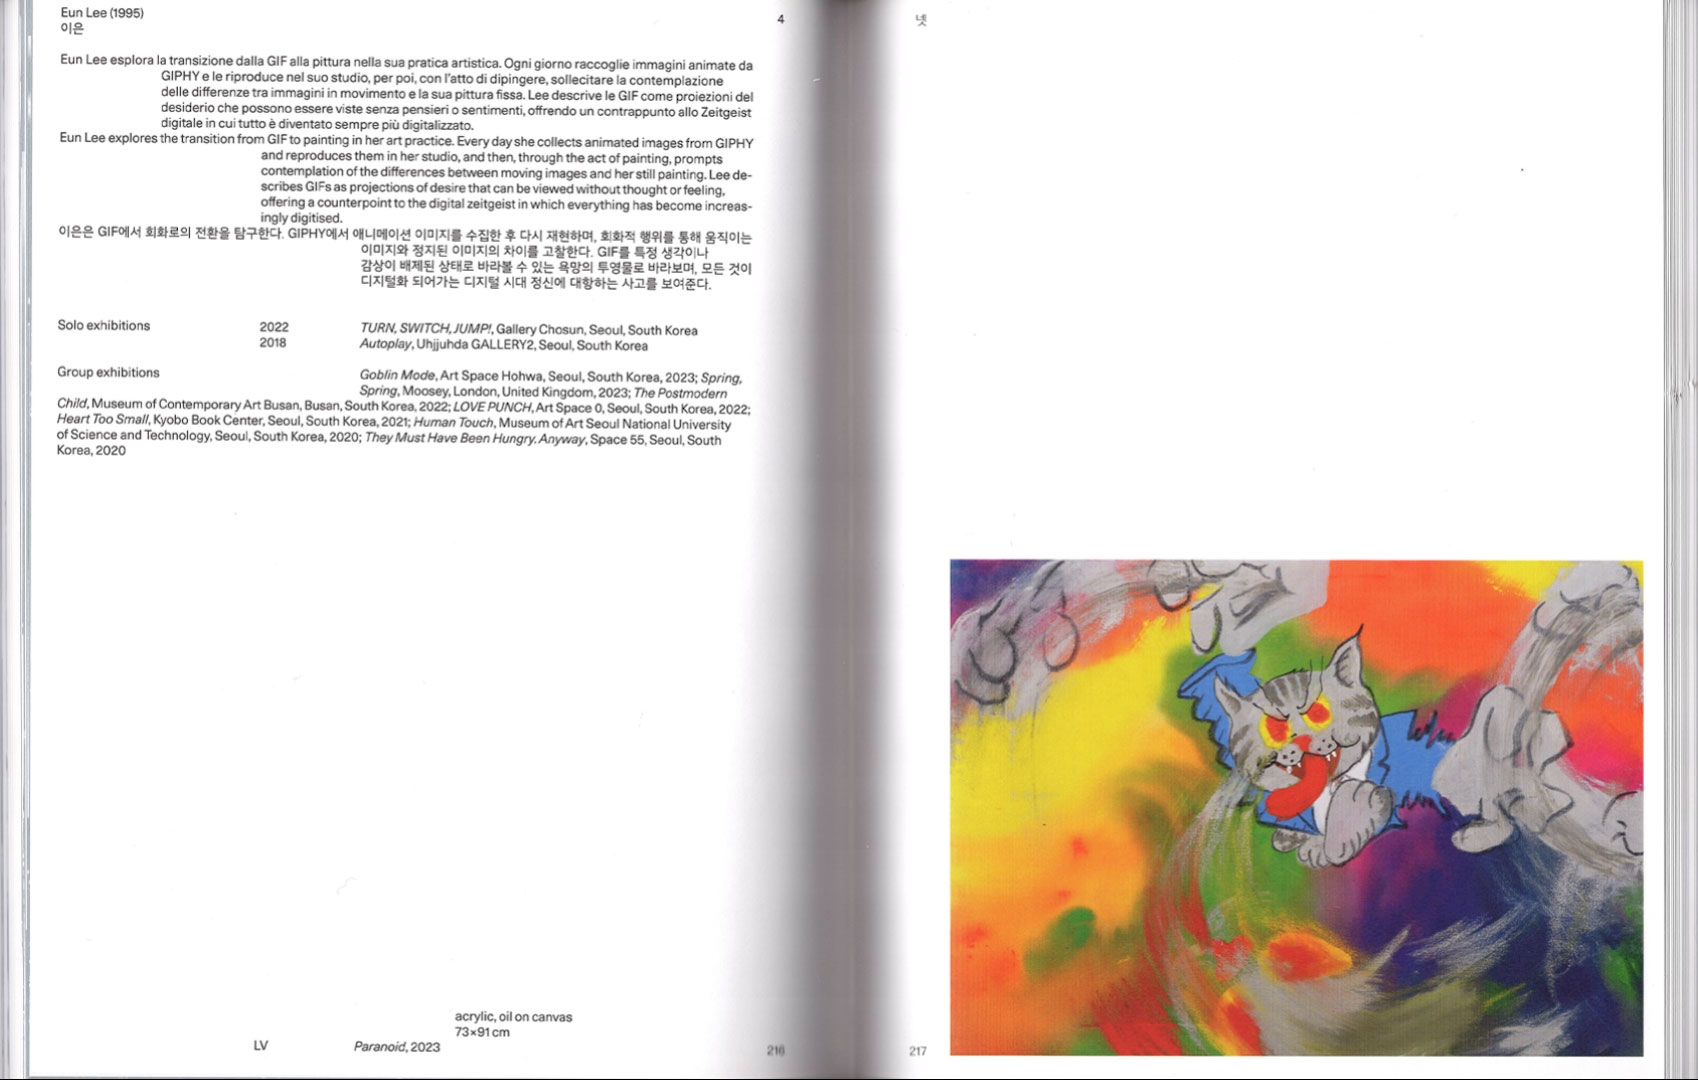 Eun Lee (1995)
이은
4
넷
Eun Lee esplora la transizione dalla GIF alla pittura nella sua pratica artistica. Ogni giorno raccoglie immagini animate da
GIPHY e le riproduce nel suo studio, per poi, con l'atto di dipingere, sollecitare la contemplazione
delle differenze tra immagini in movimento e la sua pittura fissa. Lee descrive le GIF come proiezioni del
desiderio che possono essere viste senza pensieri o sentimenti, offrendo un contrappunto allo Zeitgeist
digitale in cui tutto è diventato sempre più digitalizzato.
Eun Lee explores the transition from GIF to painting in her art practice. Every day she collects animated images from GIPHY
and reproduces them in her studio, and then, through the act of painting, prompts
contemplation of the differences between moving images and her still painting. Lee de-
scribes GIFs as projections of desire that can be viewed without thought or feeling,
offering a counterpoint to the digital zeitgeist in which everything has become increas-
ingly digitised.
이은은 GIF에서 회화로의 전환을 탐구한다. GIPHY에서 애니메이션 이미지를 수집한 후 다시 재현하며, 회화적 행위를 통해 움직이는
이미지와 정지된 이미지의 차이를 고찰한다. GIF를 특정 생각이나
감상이 배제된 상태로 바라볼 수 있는 욕망의 투영물로 바라보며, 모든 것이
디지털화 되어가는 디지털 시대 정신에 대항하는 사고를 보여준다.
Solo exhibitions 2022 TURN, SWITCH, JUMP!, Gallery Chosun, Seoul, South Korea
2018 Autoplay, Uhjjuhda GALLERY2, Seoul, South Korea
Group exhibitions Goblin Mode, Art Space Hohwa, Seoul, South Korea, 2023; Spring,
Spring, Moosey, London, United Kingdom, 2023; The Postmodern
Child, Museum of Contemporary Art Busan, Busan, South Korea, 2022; LOVE PUNCH, Art Space 0, Seoul, South Korea, 2022;
Heart Too Small, Kyobo Book Center, Seoul, South Korea, 2021; Human Touch, Museum of Art Seoul National University
of Science and Technology, Seoul, South Korea, 2020; They Must Have Been Hungry. Anyway, Space 55, Seoul, South
Korea, 2020
acrylic, oil on canvas
73×91 cm
LV Paranoid, 2023
216
217